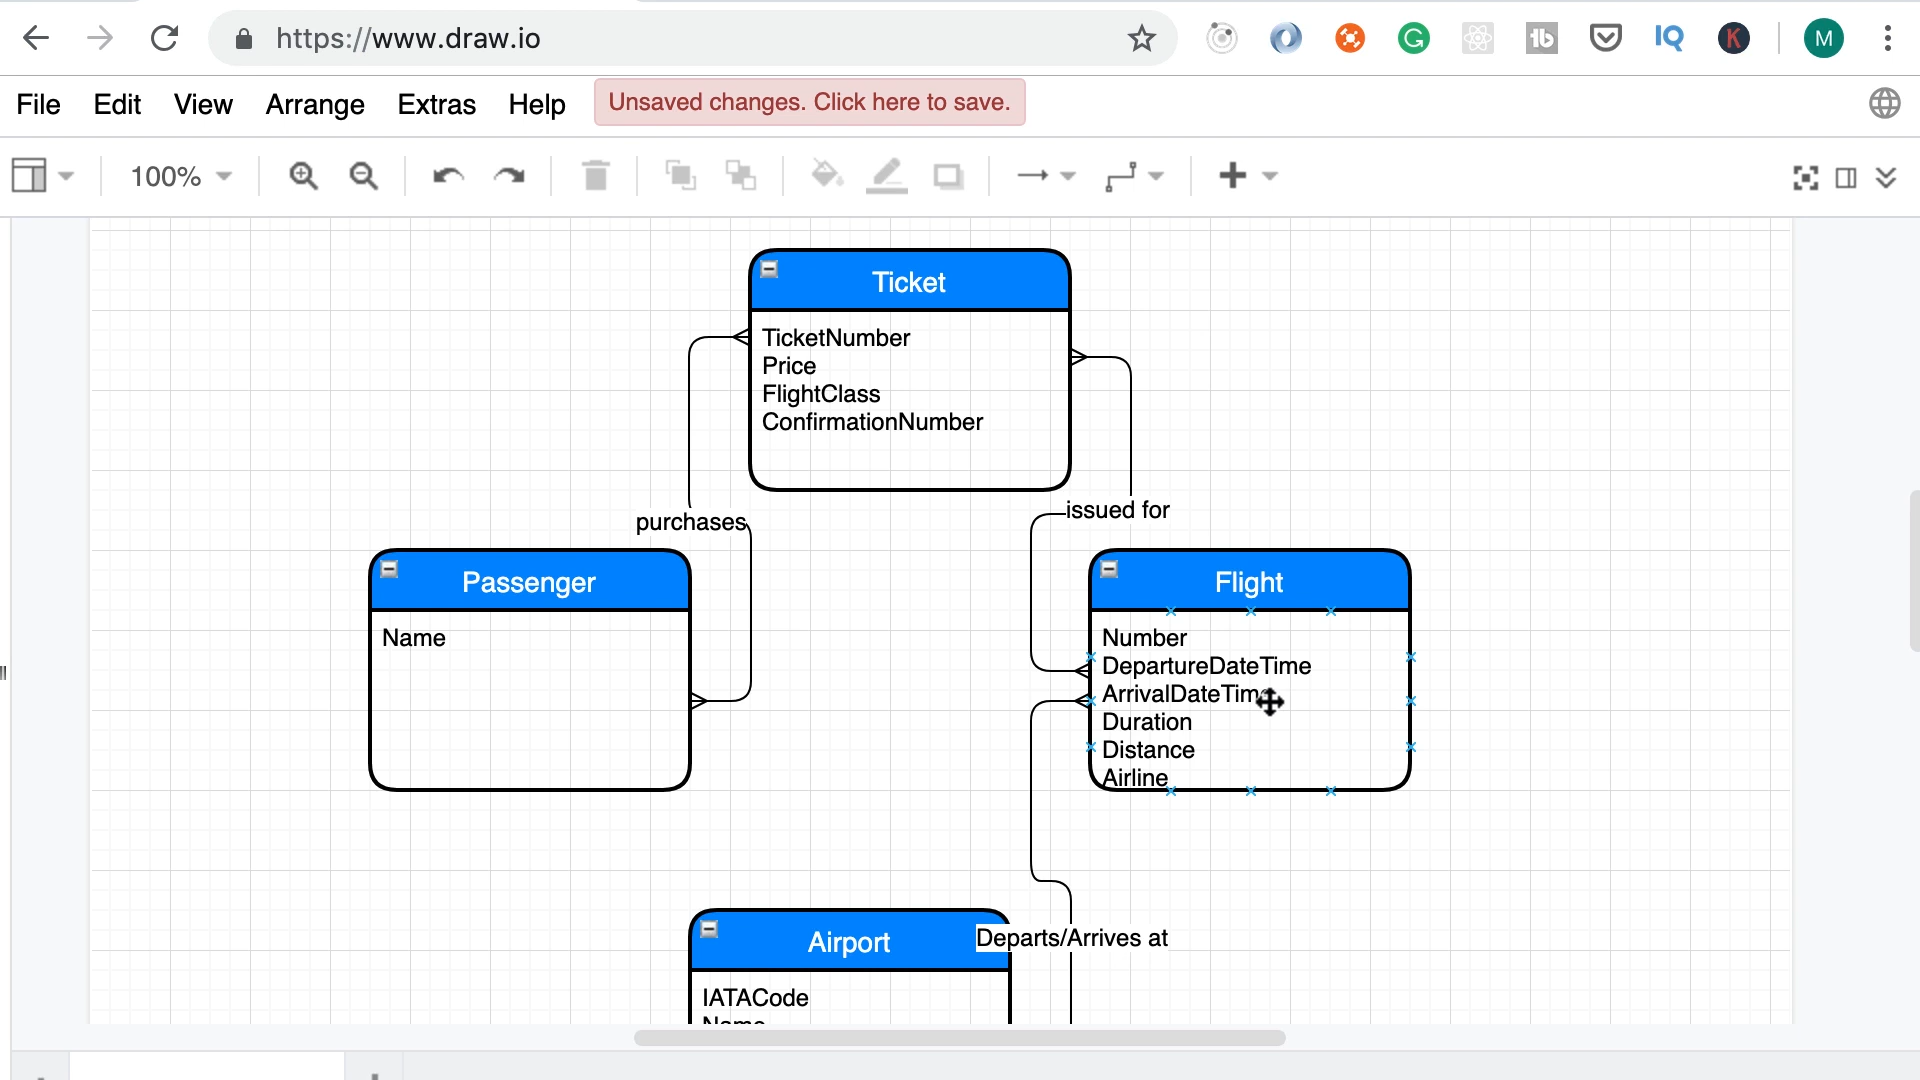 https://www.draw.io
M
File Edit View Arrange Extras Help Unsaved changes. Click here to save.
100%
Ticket
TicketNumber
Price
FlightClass
ConfirmationNumber
purchases
issued for
Passenger
Name
Flight
Number
DepartureDateTime
ArrivalDateTime
Duration
Distance
Airline
Departs/Arrives at
Airport
IATACode
Name